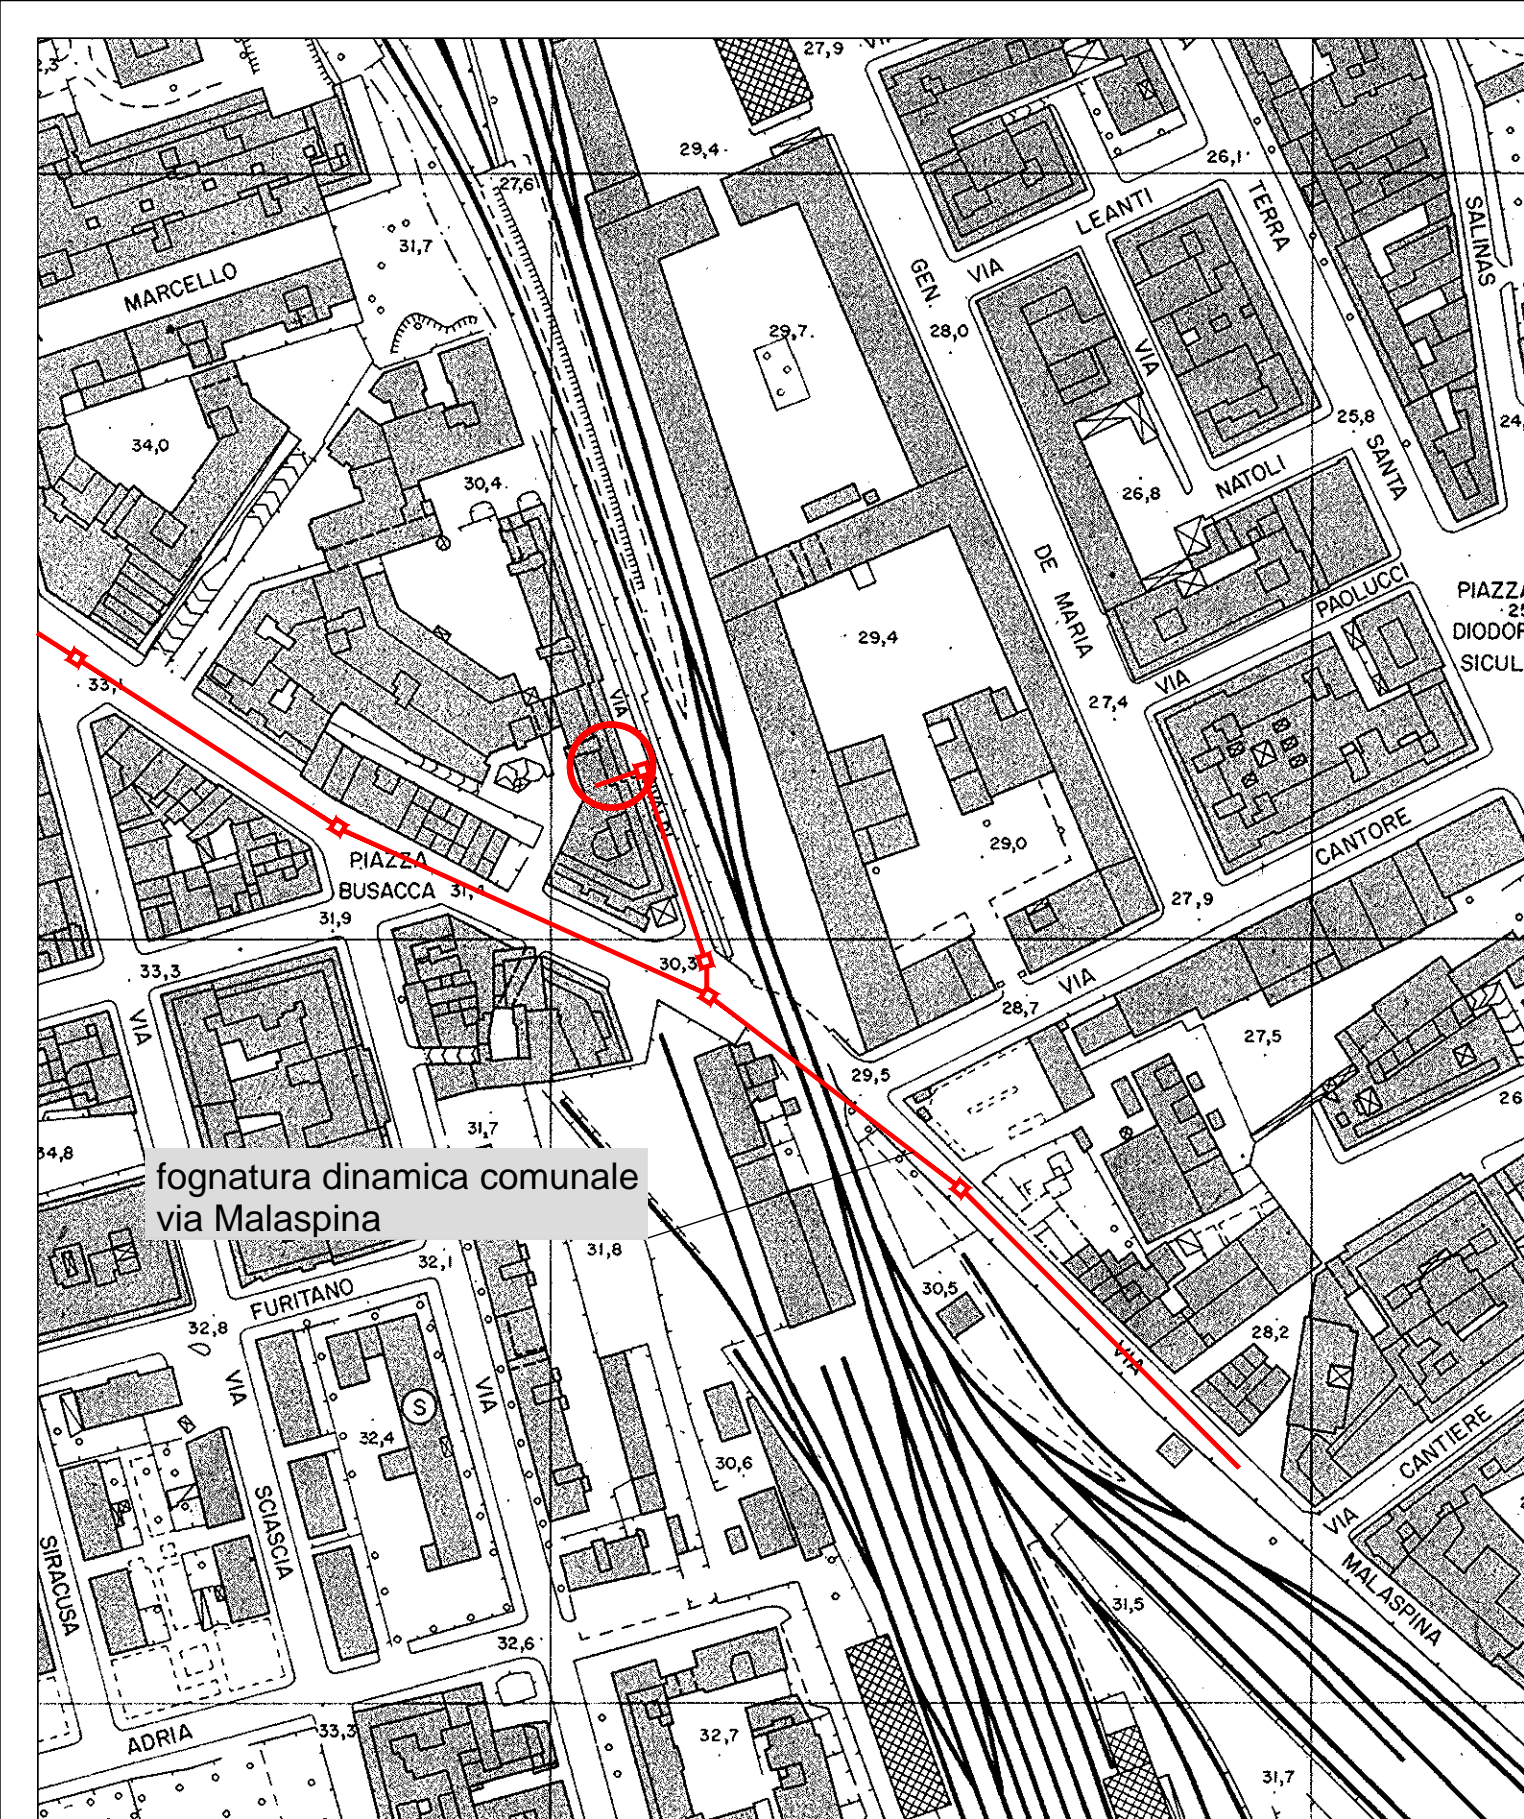 27,9
29,4
26,1
27,6
LEANTI
TERRA
SALINAS
31,7
MARCELLO
GEN.
VIA
28,0
29,7
VIA
25,8
34,0
30,4
26,8
NATOLI
SANTA
DE MARIA
29,4
PAOLUCCI
PIAZZA
DIODOR
SICUL
33,1
VIA
VIA
27,4
29,0
CANTORE
PIAZZA
BUSACCA 31,1
31,9
27,9
33,3
30,3
VIA
28,7
VIA
27,5
29,5
31,7
34,8
fognatura dinamica comunale
via Malaspina
31,8
32,1
FURITANO
30,5
32,8
28,2
VIA
VIA
VIA
S
32,4
30,6
CANTIERE
SCIASCIA
VIA
SIRACUSA
MALASPINA
31,5
32,6
ADRIA
33,3
32,7
31,7